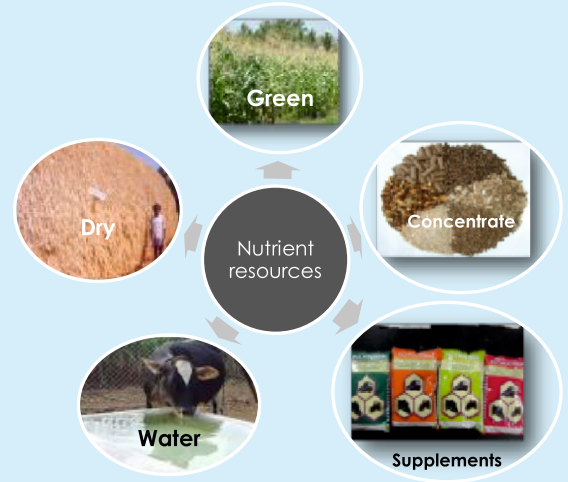 Green
Concentrate
Dry
Nutrient
resources
Water
Supplements